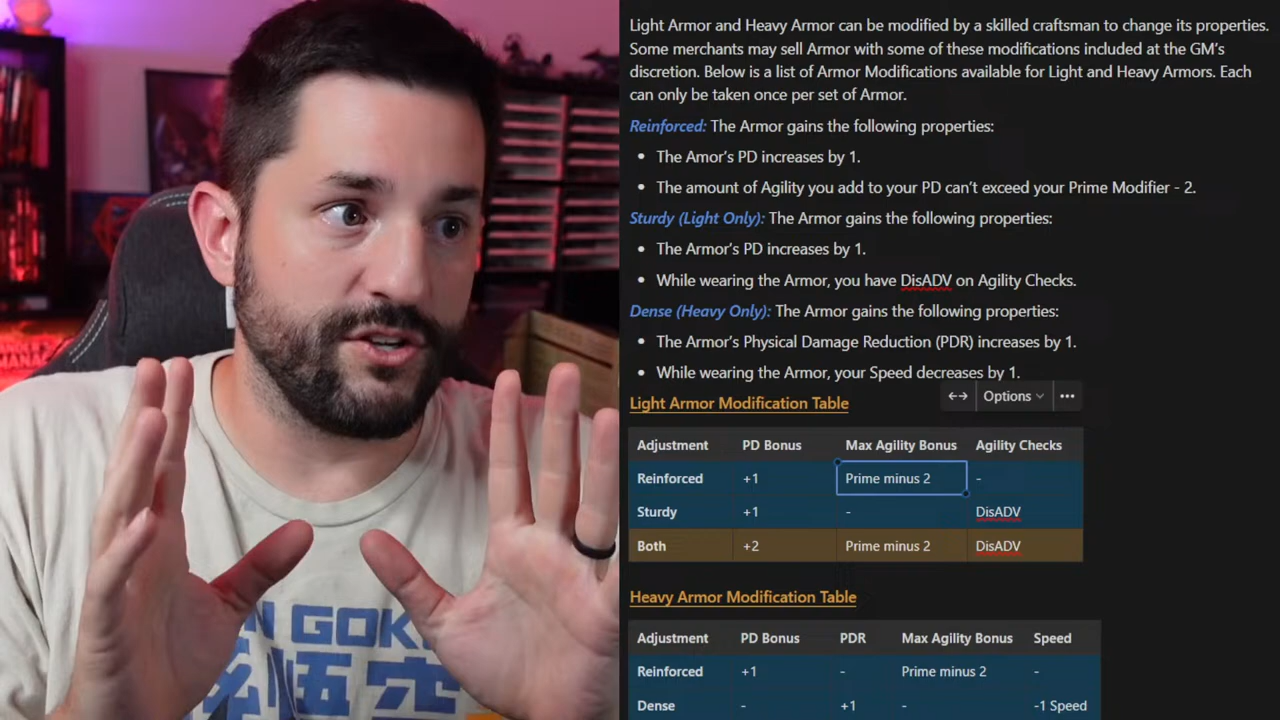 Light Armor and Heavy Armor can be modified by a skilled craftsman to change its properties.
Some merchants may sell Armor with some of these modifications included at the GM's
discretion. Below is a list of Armor Modifications available for Light and Heavy Armors. Each
can only be taken once per set of Armor.
Reinforced: The Armor gains the following properties:
• The Amor's PD increases by 1.
• The amount of Agility you add to your PD can't exceed your Prime Modifier - 2.
Sturdy (Light Only): The Armor gains the following properties:
• The Armor's PD increases by 1.
• While wearing the Armor, you have DisADV on Agility Checks.
Dense (Heavy Only): The Armor gains the following properties:
• The Armor's Physical Damage Reduction (PDR) increases by 1.
• While wearing the Armor, your Speed decreases by 1.
Light Armor Modification Table
Options
Adjustment PD Bonus Max Agility Bonus Agility Checks
Reinforced +1 Prime minus 2 -
Sturdy +1 - DisADV
Both +2 Prime minus 2 DisADV
Heavy Armor Modification Table
Adjustment PD Bonus PDR Max Agility Bonus Speed
Reinforced +1 - Prime minus 2 -
Dense - +1 - -1 Speed
GOK
悟空